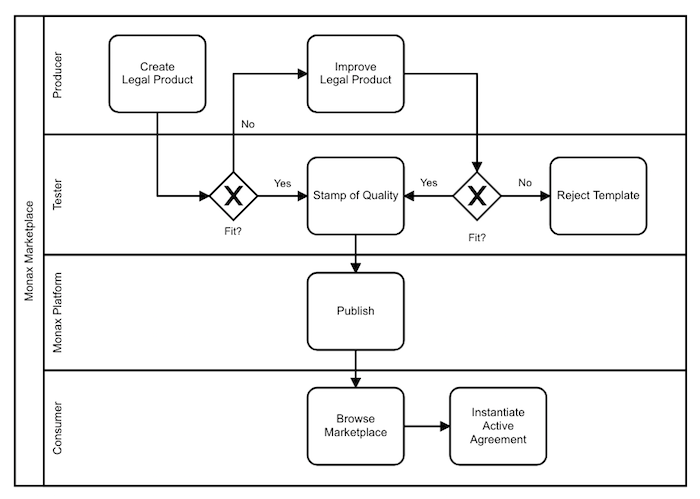 Monax Marketplace
Producer
Create
Legal Product
Improve
Legal Product
No
Tester
X
Fit?
Yes
Stamp of Quality
Yes
X
Fit?
No
Reject Template
Monax Platform
Publish
Consumer
Browse
Marketplace
Instantiate
Active
Agreement